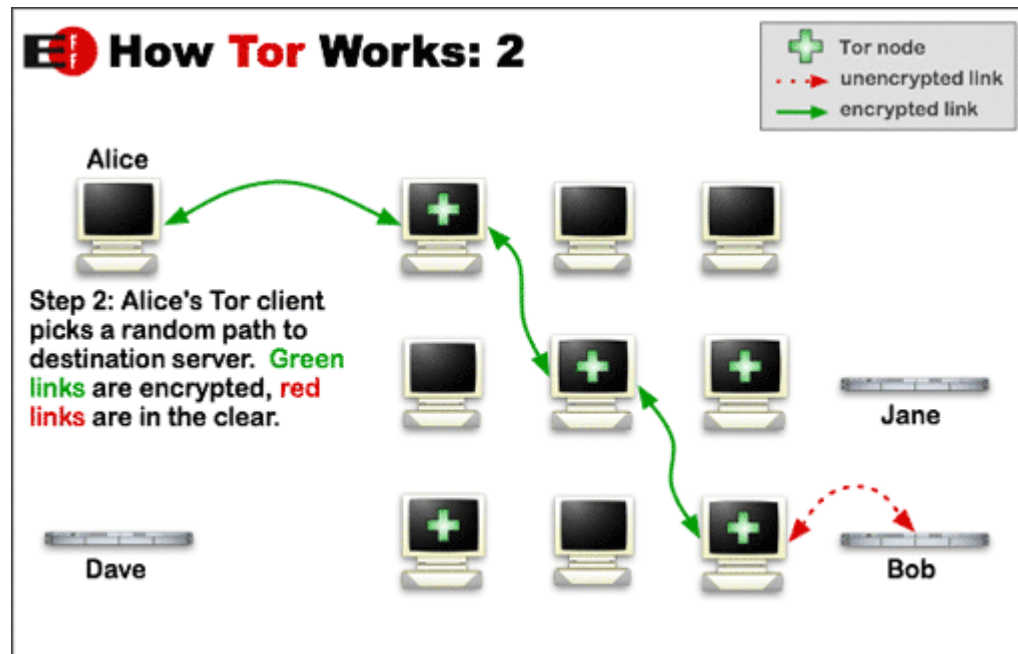 EFF How Tor Works: 2
Tor node
unencrypted link
encrypted link
Alice
Step 2: Alice's Tor client
picks a random path to
destination server. Green
links are encrypted, red
links are in the clear.
Jane
Dave
Bob